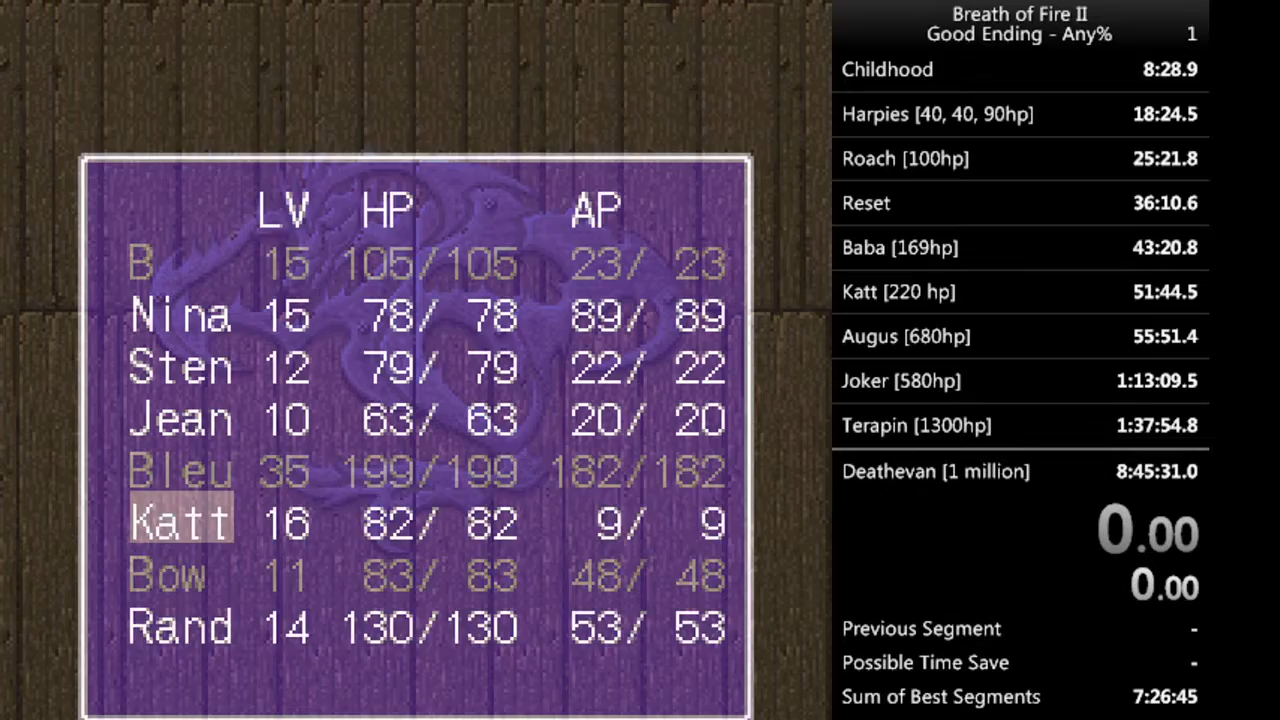 LV HP AP
B 15 105/105 23/ 23
Nina 15 78/ 78 89/ 89
Sten 12 79/ 79 22/ 22
Jean 10 63/ 63 20/ 20
Bleu 35 199/199 182/182
Katt 16 82/ 82 9/ 9
Bow 11 83/ 83 48/ 48
Rand 14 130/130 53/ 53
Breath of Fire II
Good Ending - Any% 1
Childhood 8:28.9
Harpies [40, 40, 90hp] 18:24.5
Roach [100hp] 25:21.8
Reset 36:10.6
Baba [169hp] 43:20.8
Katt [220 hp] 51:44.5
Augus [680hp] 55:51.4
Joker [580hp] 1:13:09.5
Terapin [1300hp] 1:37:54.8
Deathevan [1 million] 8:45:31.0
0.00
0.00
Previous Segment -
Possible Time Save -
Sum of Best Segments 7:26:45